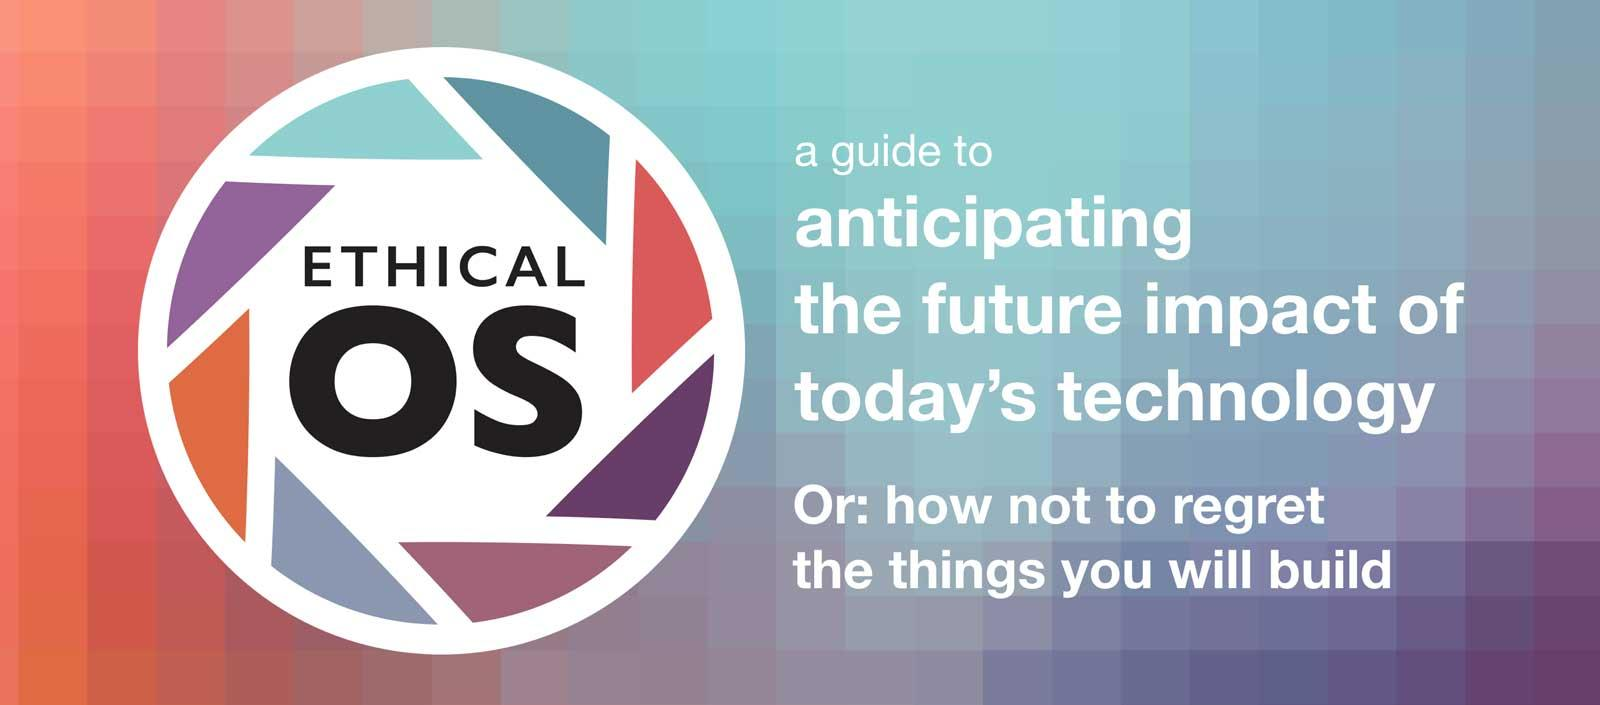 ETHICAL
OS
a guide to
anticipating
the future impact of
today’s technology
Or: how not to regret
the things you will build